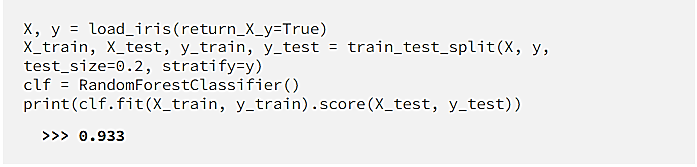 X, y = load_iris(return_X_y=True)
X_train, X_test, y_train, y_test = train_test_split(X, y,
test_size=0.2, stratify=y)
clf = RandomForestClassifier()
print(clf.fit(X_train, y_train).score(X_test, y_test))
>>> 0.933